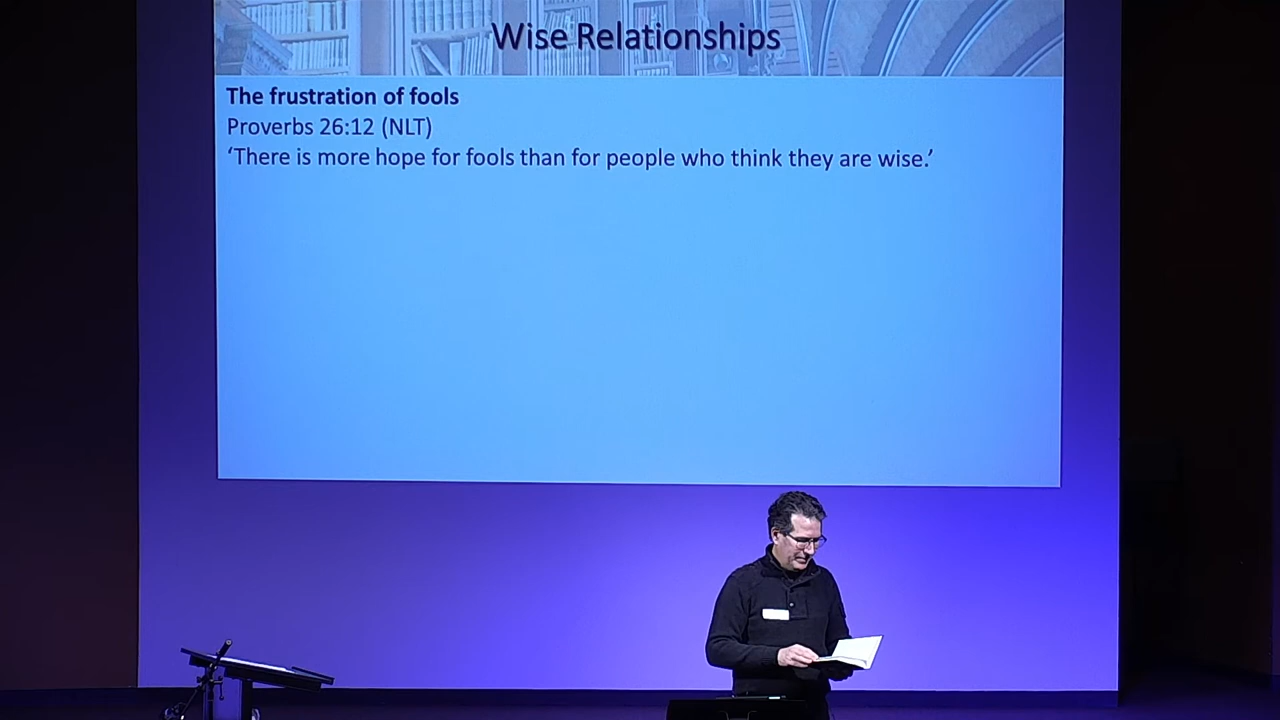 Wise Relationships
The frustration of fools
Proverbs 26:12 (NLT)
‘There is more hope for fools than for people who think they are wise.’